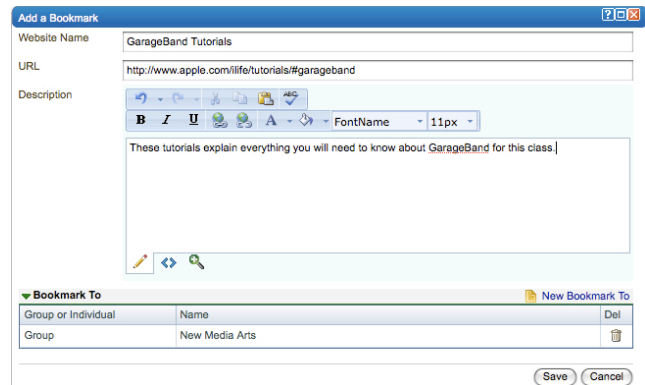 Add a Bookmark
Website Name GarageBand Tutorials
URL http://www.apple.com/ilife/tutorials/#garageband
Description
ABC
B I U A FontName 11px
These tutorials explain everything you will need to know about GarageBand for this class.
Bookmark To New Bookmark To
Group or Individual Name Del
Group New Media Arts
Save Cancel